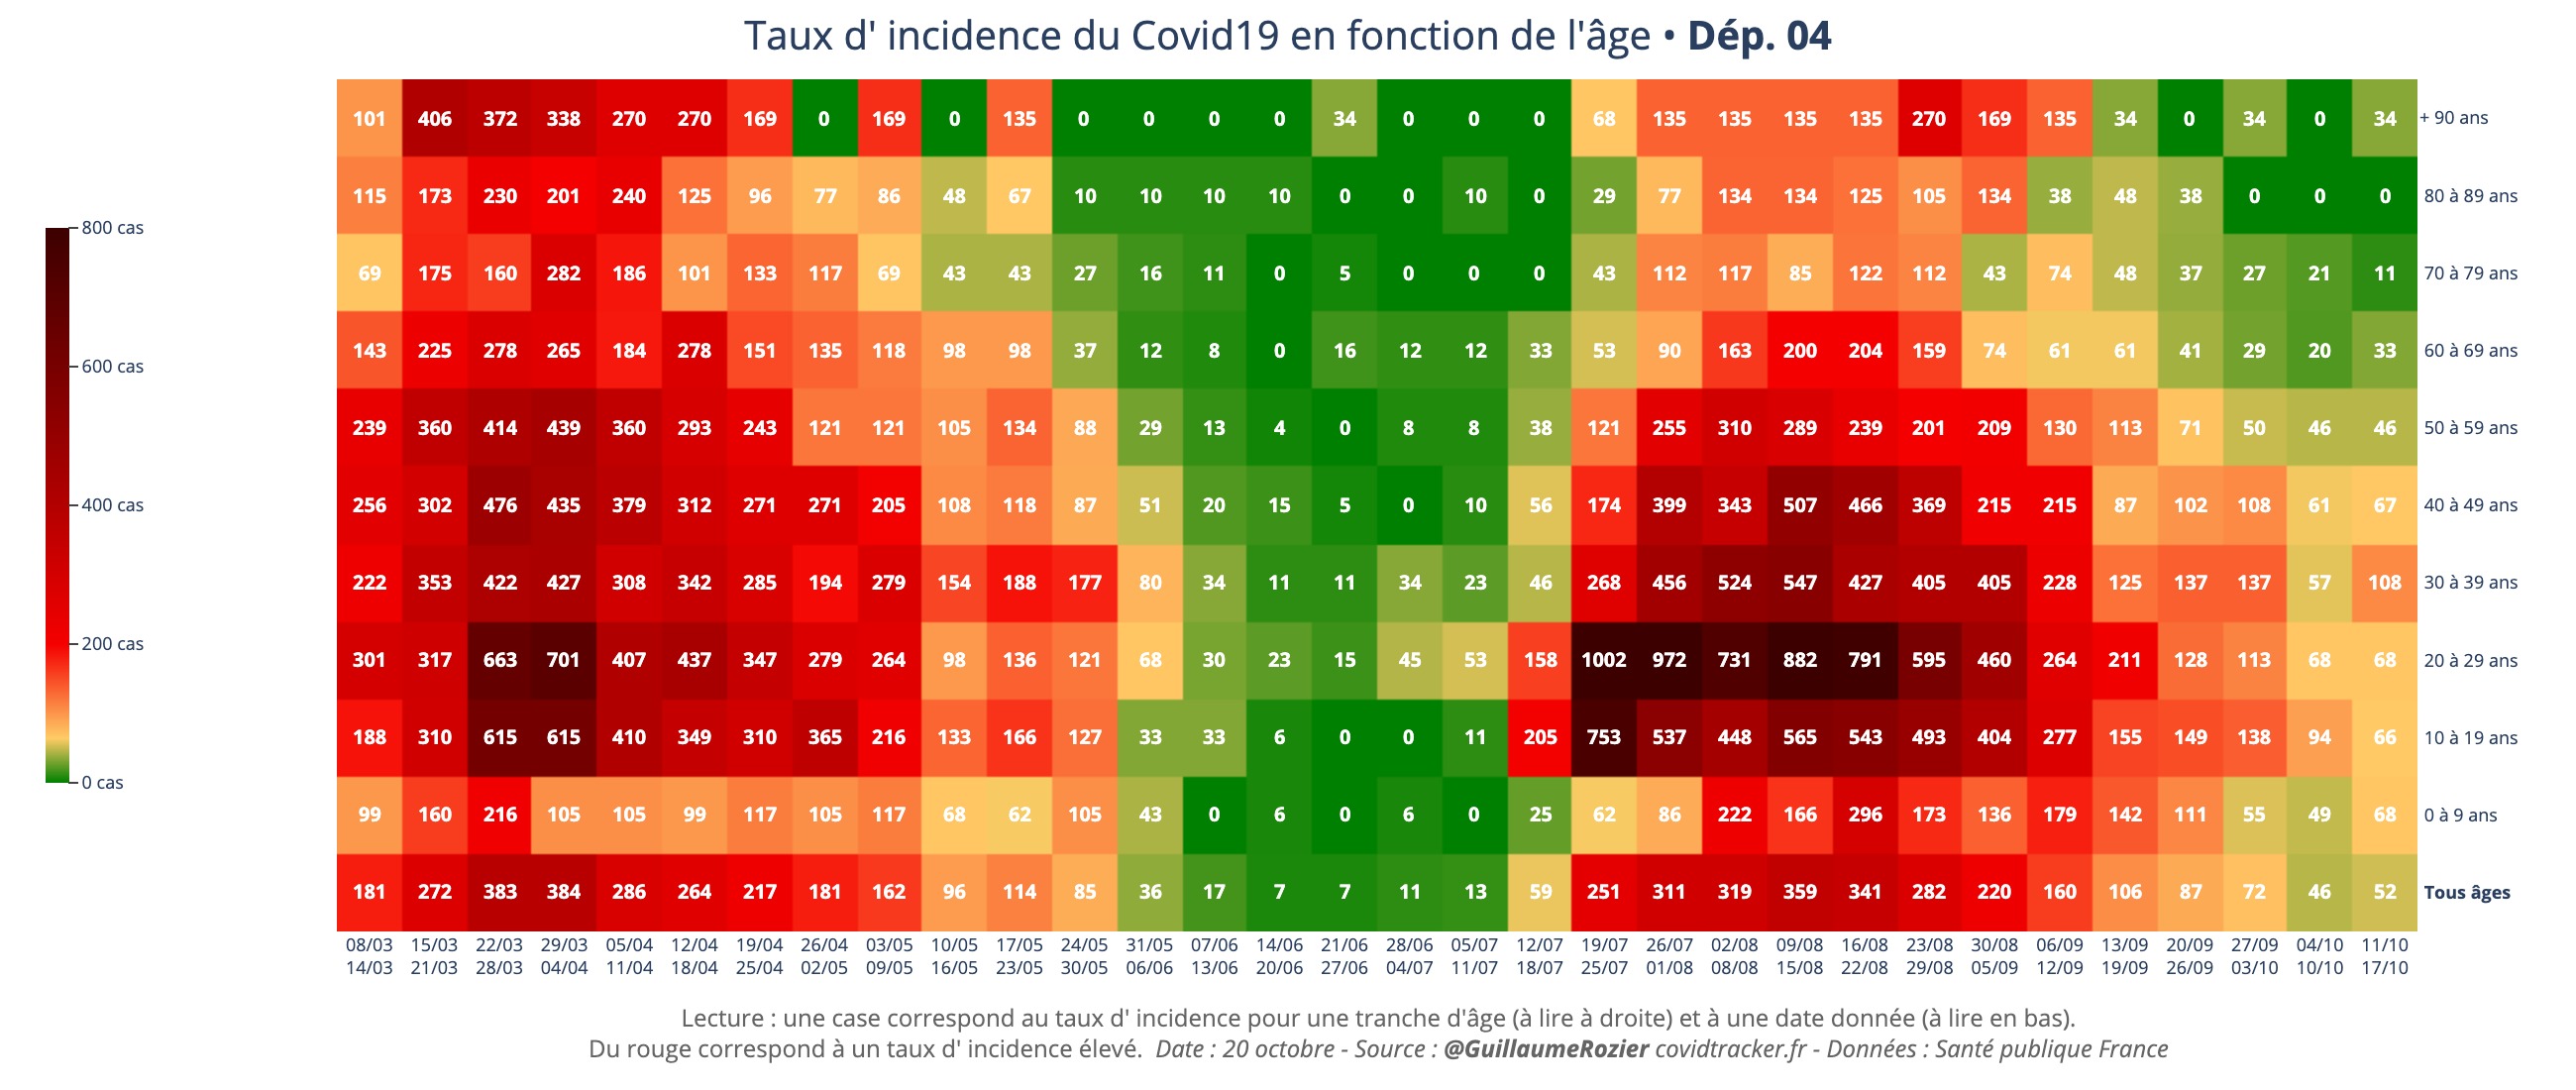 Taux d' incidence du Covid19 en fonction de l'âge • Dép. 04
800 cas
600 cas
400 cas
200 cas
0 cas
101 406 372 338 270 270 169 0 169 0 135 0 0 0 0 34 0 0 0 68 135 135 135 135 270 169 135 34 0 34 0 34 + 90 ans
115 173 230 201 240 125 96 77 86 48 67 10 10 10 10 0 0 10 0 29 77 134 134 125 105 134 38 48 38 0 0 0 80 à 89 ans
69 175 160 282 186 101 133 117 69 43 43 27 16 11 0 5 0 0 0 43 112 117 85 122 112 43 74 48 37 27 21 11 70 à 79 ans
143 225 278 265 184 278 151 135 118 98 98 37 12 8 0 16 12 12 33 53 90 163 200 204 159 74 61 61 41 29 20 33 60 à 69 ans
239 360 414 439 360 293 243 121 121 105 134 88 29 13 4 0 8 8 38 121 255 310 289 239 201 209 130 113 71 50 46 46 50 à 59 ans
256 302 476 435 379 312 271 271 205 108 118 87 51 20 15 5 0 10 56 174 399 343 507 466 369 215 215 87 102 108 61 67 40 à 49 ans
222 353 422 427 308 342 285 194 279 154 188 177 80 34 11 11 34 23 46 268 456 524 547 427 405 405 228 125 137 137 57 108 30 à 39 ans
301 317 663 701 407 437 347 279 264 98 136 121 68 30 23 15 45 53 158 1002 972 731 882 791 595 460 264 211 128 113 68 68 20 à 29 ans
188 310 615 615 410 349 310 365 216 133 166 127 33 33 6 0 0 11 205 753 537 448 565 543 493 404 277 155 149 138 94 66 10 à 19 ans
99 160 216 105 105 99 117 105 117 68 62 105 43 0 6 0 6 0 25 62 86 222 166 296 173 136 179 142 111 55 49 68 0 à 9 ans
181 272 383 384 286 264 217 181 162 96 114 85 36 17 7 7 11 13 59 251 311 319 359 341 282 220 160 106 87 72 46 52 Tous âges
08/03 15/03 22/03 29/03 05/04 12/04 19/04 26/04 03/05 10/05 17/05 24/05 31/05 07/06 14/06 21/06 28/06 05/07 12/07 19/07 26/07 02/08 09/08 16/08 23/08 30/08 06/09 13/09 20/09 27/09 04/10 11/10
14/03 21/03 28/03 04/04 11/04 18/04 25/04 02/05 09/05 16/05 23/05 30/05 06/06 13/06 20/06 27/06 04/07 11/07 18/07 25/07 01/08 08/08 15/08 22/08 29/08 05/09 12/09 19/09 26/09 03/10 10/10 17/10
Lecture : une case correspond au taux d' incidence pour une tranche d'âge (à lire à droite) et à une date donnée (à lire en bas).
Du rouge correspond à un taux d' incidence élevé. Date : 20 octobre - Source : @GuillaumeRozier covidtracker.fr - Données : Santé publique France